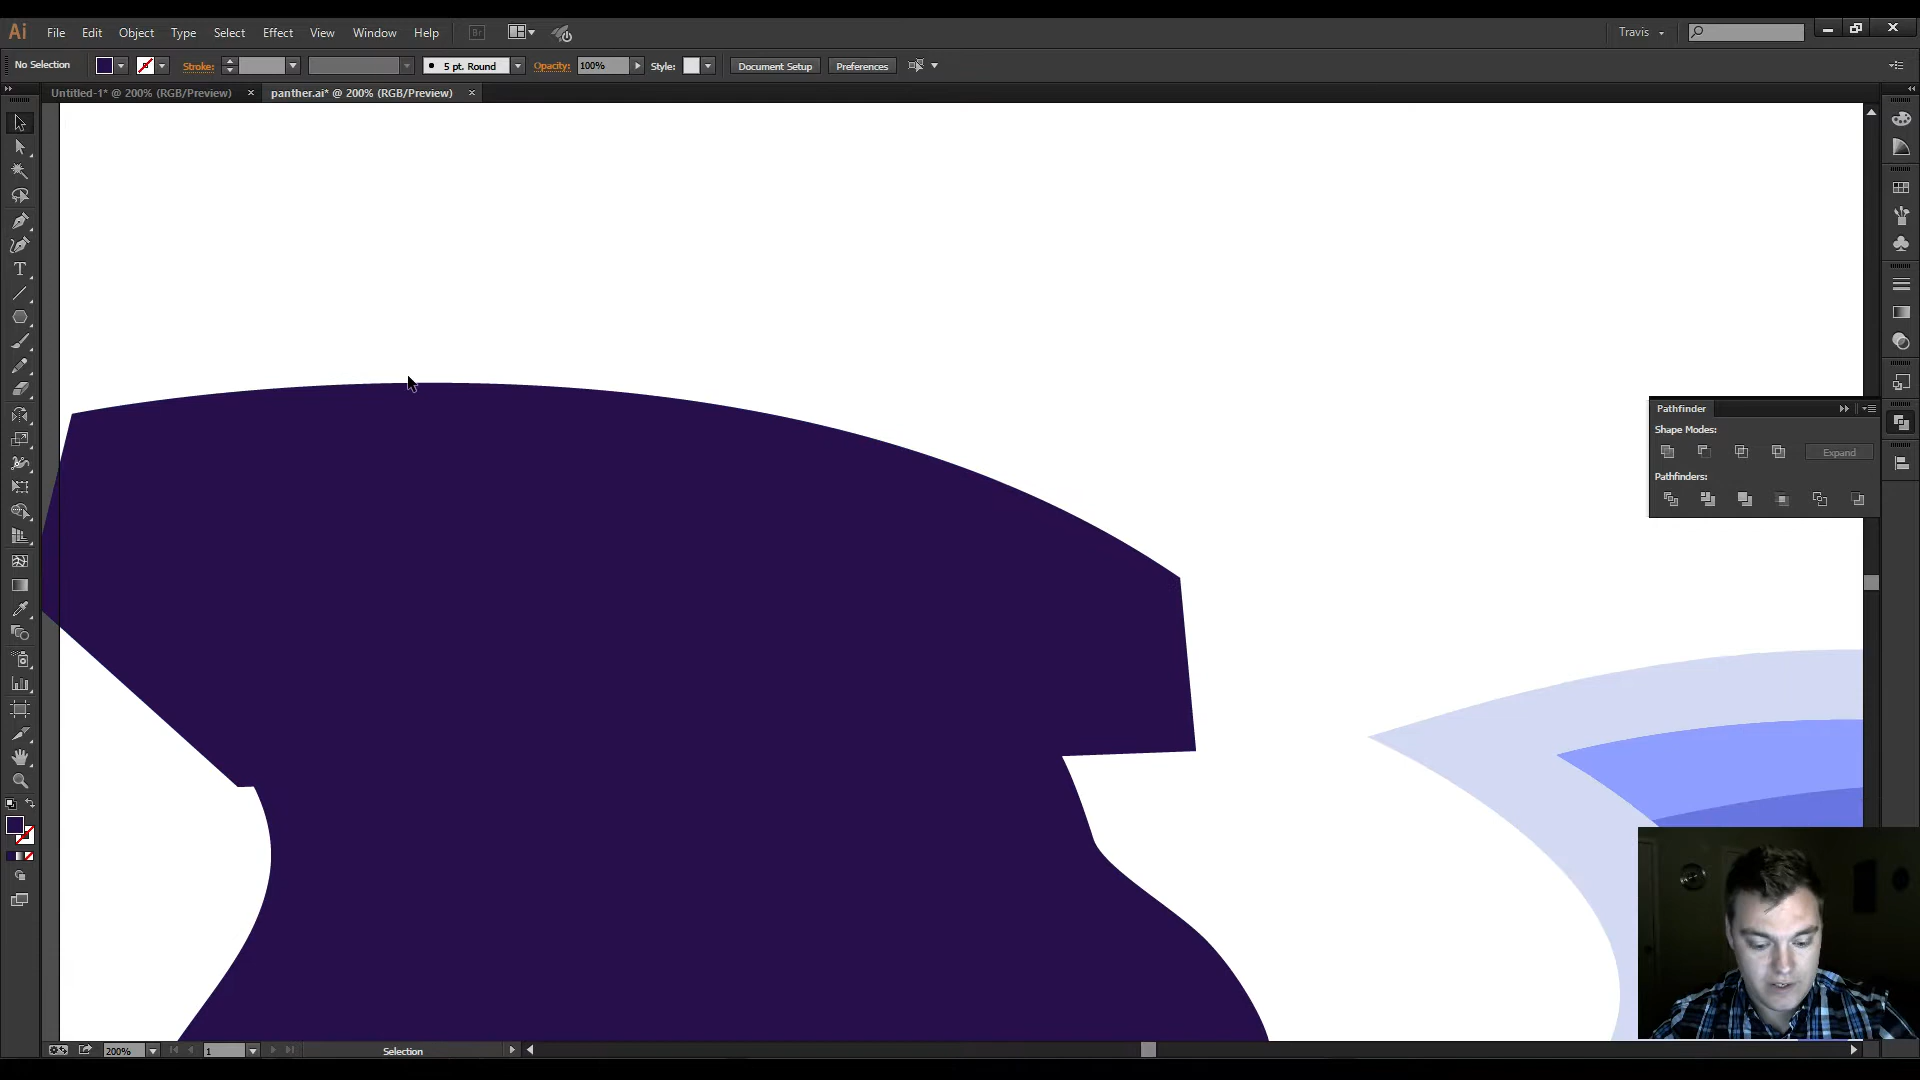 Ai File Edit Object Type Select Effect View Window Help Br Travis
No Selection Stroke: 5 pt. Round Opacity: 100% Style: Document Setup Preferences
Untitled-1* @ 200% (RGB/Preview) × panther.ai* @ 200% (RGB/Preview) ×
T
Pathfinder
Shape Modes:
Expand
Pathfinders:
200% 1 Selection